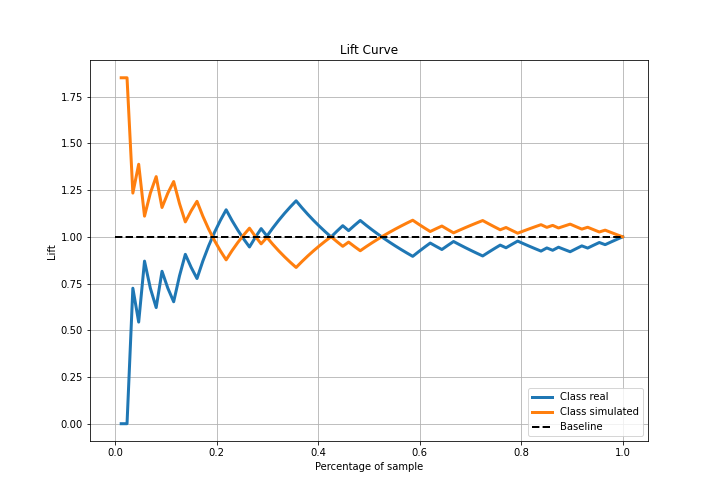 Lift Curve
1.75
1.50
1.25
1.00
0.75
0.50
0.25
0.00
Lift
0.0 0.2 0.4 0.6 0.8 1.0
Percentage of sample
Class real
Class simulated
Baseline